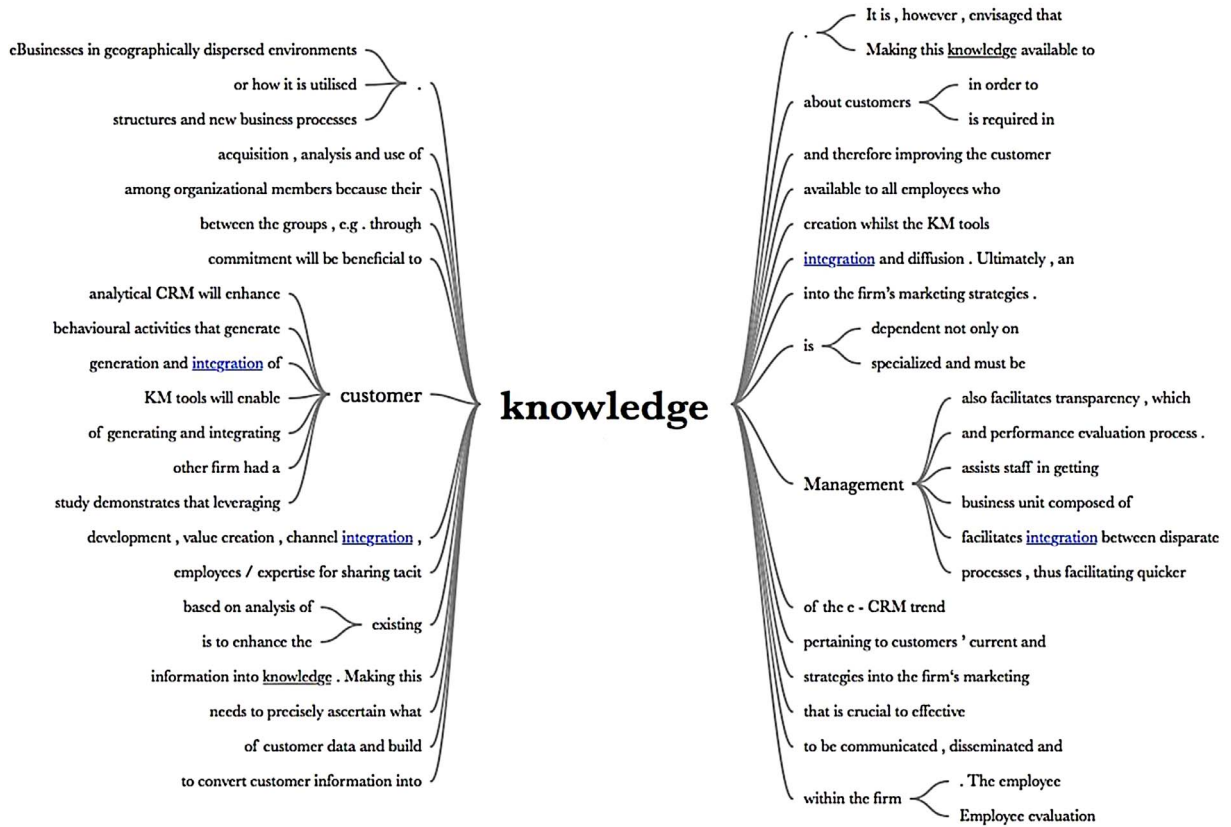 eBusinesses in geographically dispersed environments
or how it is utilised
structures and new business processes
.
acquisition , analysis and use of
among organizational members because their
between the groups , e.g . through
commitment will be beneficial to
analytical CRM will enhance
behavioural activities that generate
generation and integration of
KM tools will enable
of generating and integrating
other firm had a
study demonstrates that leveraging
customer
development , value creation , channel integration ,
employees / expertise for sharing tacit
based on analysis of
is to enhance the
existing
information into knowledge . Making this
needs to precisely ascertain what
of customer data and build
to convert customer information into
knowledge
.
It is , however , envisaged that
Making this knowledge available to
about customers
in order to
is required in
and therefore improving the customer
available to all employees who
creation whilst the KM tools
integration and diffusion . Ultimately , an
into the firm's marketing strategies .
is
dependent not only on
specialized and must be
Management
also facilitates transparency , which
and performance evaluation process .
assists staff in getting
business unit composed of
facilitates integration between disparate
processes , thus facilitating quicker
of the e - CRM trend
pertaining to customers ' current and
strategies into the firm's marketing
that is crucial to effective
to be communicated , disseminated and
within the firm
. The employee
Employee evaluation